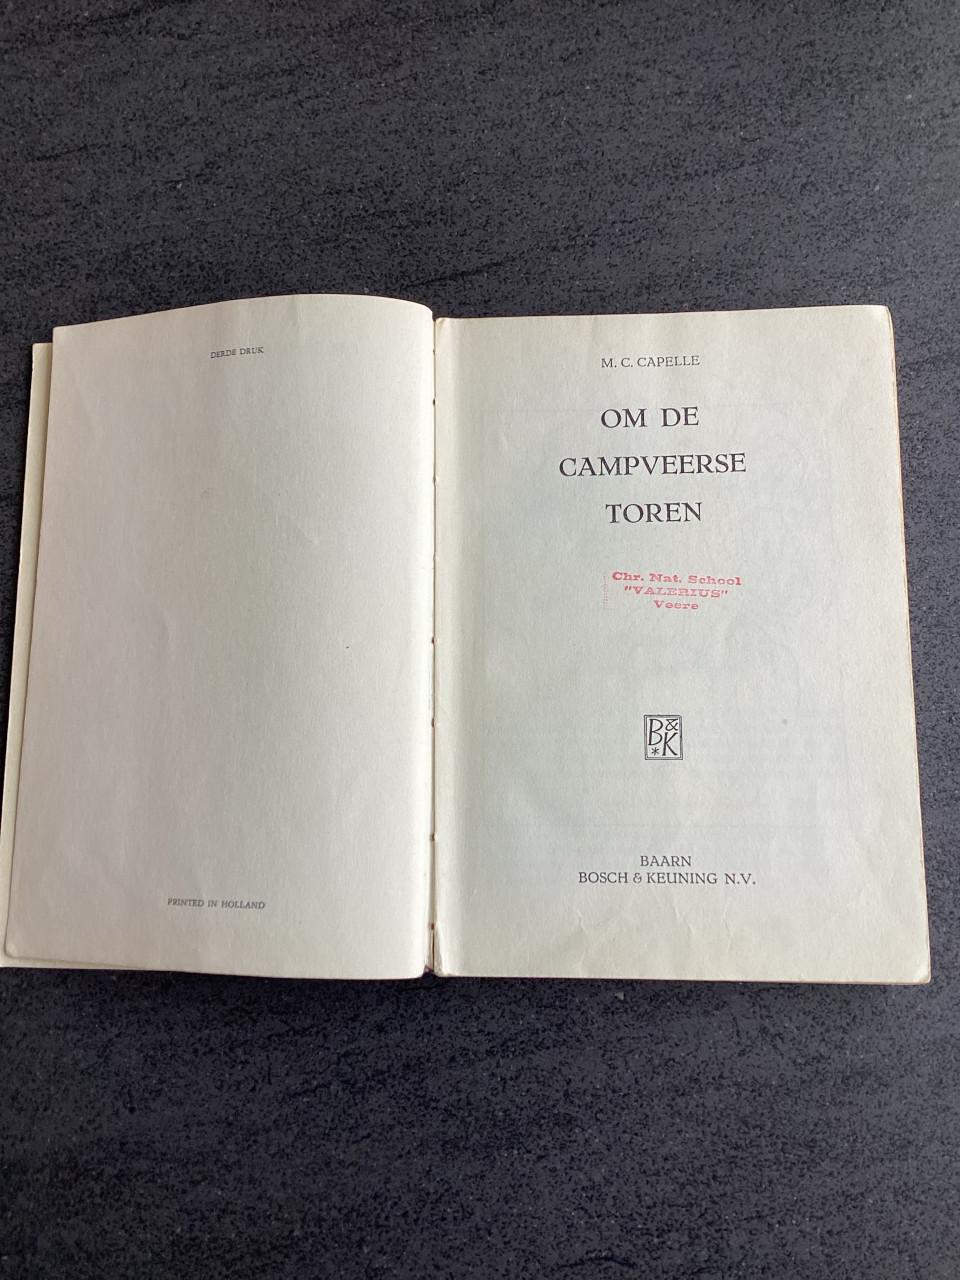 DERDE DRUK
PRINTED IN HOLLAND
M. C. CAPELLE
OM DE
CAMPVEERSE
TOREN
Chr. Nat. School
"VALERIUS"
Veere
B&K
*
BAARN
BOSCH & KEUNING N.V.